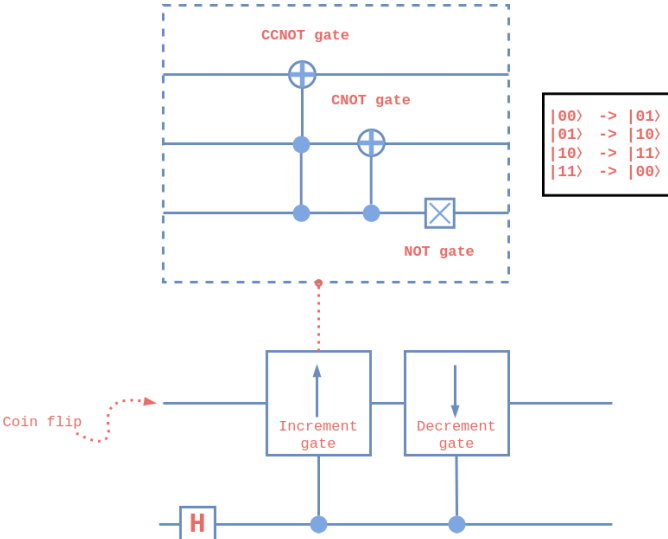 CCNOT gate
CNOT gate
|00⟩ -> |01⟩
|01⟩ -> |10⟩
|10⟩ -> |11⟩
|11⟩ -> |00⟩
NOT gate
Coin flip
Increment
gate
Decrement
gate
H